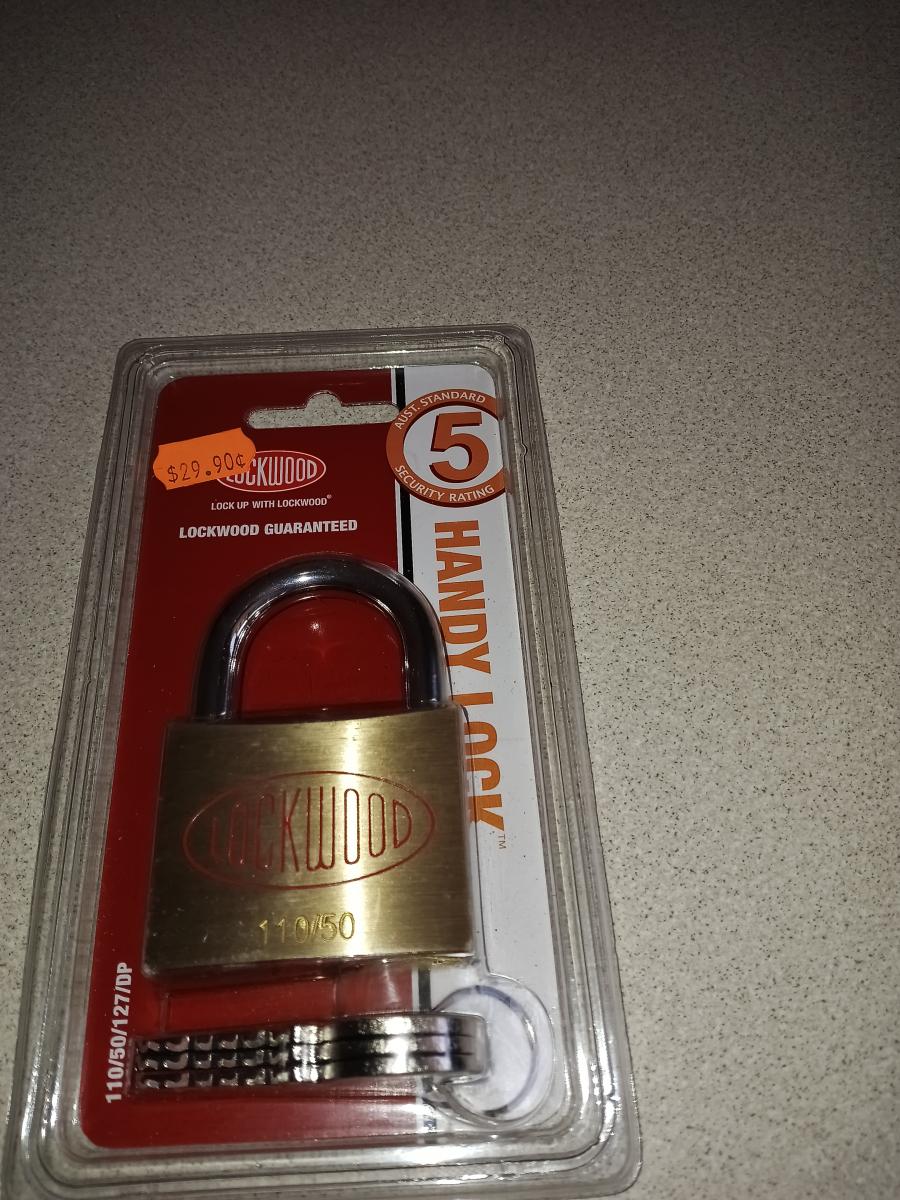 AUST. STANDARD
5
SECURITY RATING
$29.90¢
LOCKWOOD
LOCK UP WITH LOCKWOOD®
LOCKWOOD GUARANTEED
HANDY LOCK™
LOCKWOOD
110/50
110/50/127/DP